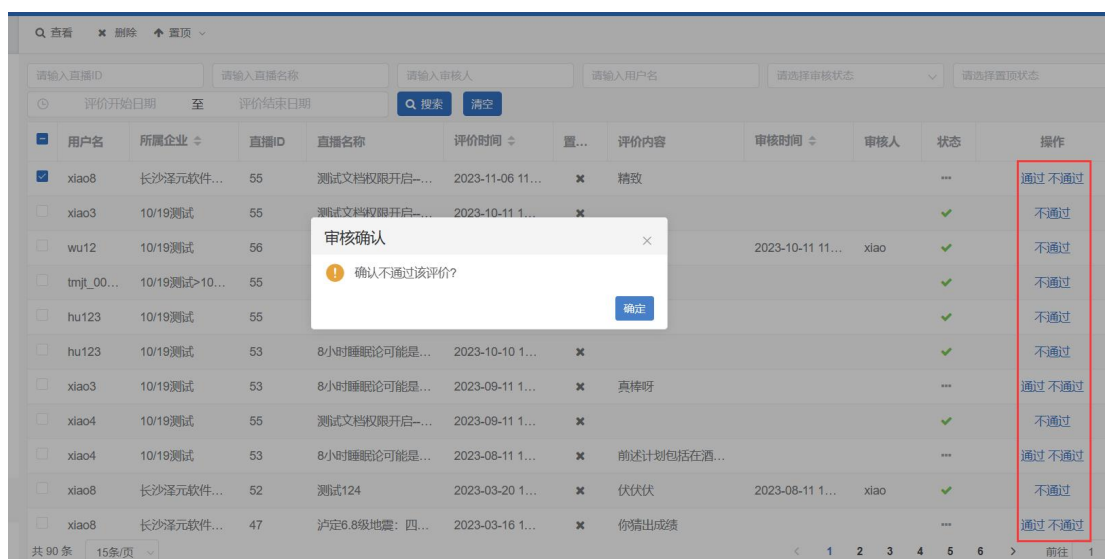 查看 删除 置顶
请输入直播ID 请输入直播名称 请输入审核人 请输入用户名 请选择审核状态 请选择置顶状态
评价开始日期 至 评价结束日期 搜索 清空
用户名 所属企业 直播ID 直播名称 评价时间 置... 评价内容 审核时间 审核人 状态 操作
xiao8 长沙泽元软件... 55 测试文档权限开启--... 2023-11-06 11... 精致 通过 不通过
xiao3 10/19测试 55 测试文档权限开启--... 2023-10-11 1... 不通过
审核确认
wu12 10/19测试 56 2023-10-11 11... xiao 不通过
确认不通过该评价?
tmjt_00... 10/19测试>10... 55 不通过
确定
hu123 10/19测试 55 不通过
hu123 10/19测试 53 8小时睡眠论可能是... 2023-10-10 1... 不通过
xiao3 10/19测试 53 8小时睡眠论可能是... 2023-09-11 1... 真棒呀 通过 不通过
xiao4 10/19测试 55 测试文档权限开启--... 2023-09-11 1... 不通过
xiao4 10/19测试 53 8小时睡眠论可能是... 2023-08-11 1... 前述计划包括在酒... 通过 不通过
xiao8 长沙泽元软件... 52 测试124 2023-03-20 1... 伏伏伏 2023-08-11 1... xiao 不通过
xiao8 长沙泽元软件... 47 泸定6.8级地震：四... 2023-03-16 1... 你猜出成绩 通过 不通过
共 90 条 15条/页 1 2 3 4 5 6 前往 1